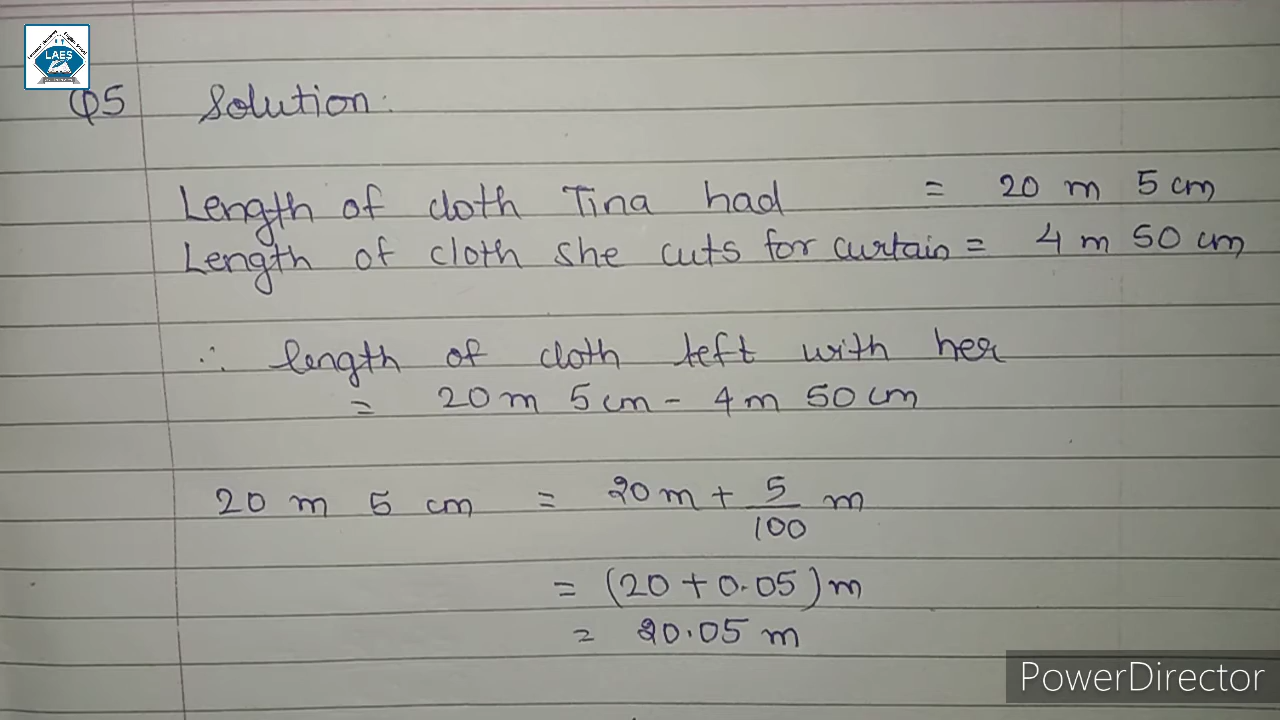 LAES
Q5 Solution:
Length of cloth Tina had = 20 m 5 cm
Length of cloth she cuts for curtain = 4 m 50 cm
∴ length of cloth left with her
= 20 m 5 cm - 4 m 50 cm
20 m 5 cm = 20 m + 5/100 m
= (20 + 0.05) m
= 20.05 m
PowerDirector